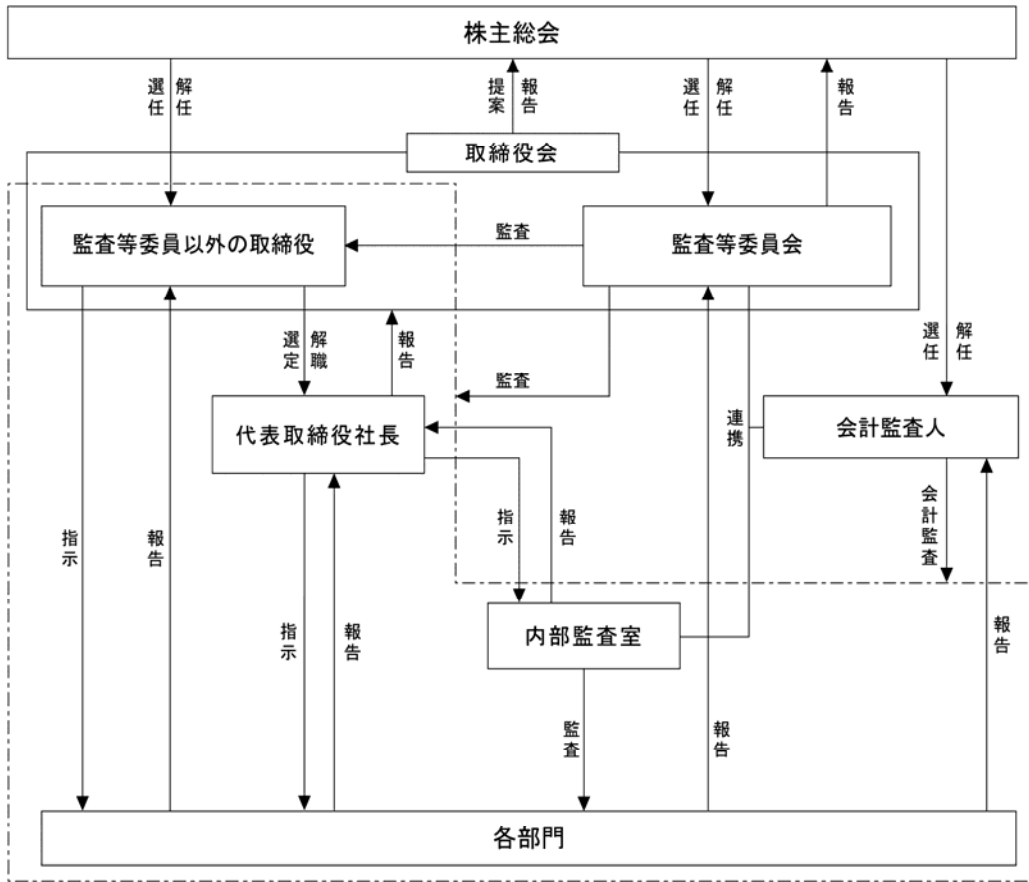 株主総会
選任
解任
提案
報告
選任
解任
報告
取締役会
監査等委員以外の取締役
監査
監査等委員会
選定
解職
報告
監査
選任
解任
代表取締役社長
連携
会計監査人
指示
報告
指示
報告
会計監査
指示
報告
内部監査室
報告
監査
報告
各部門